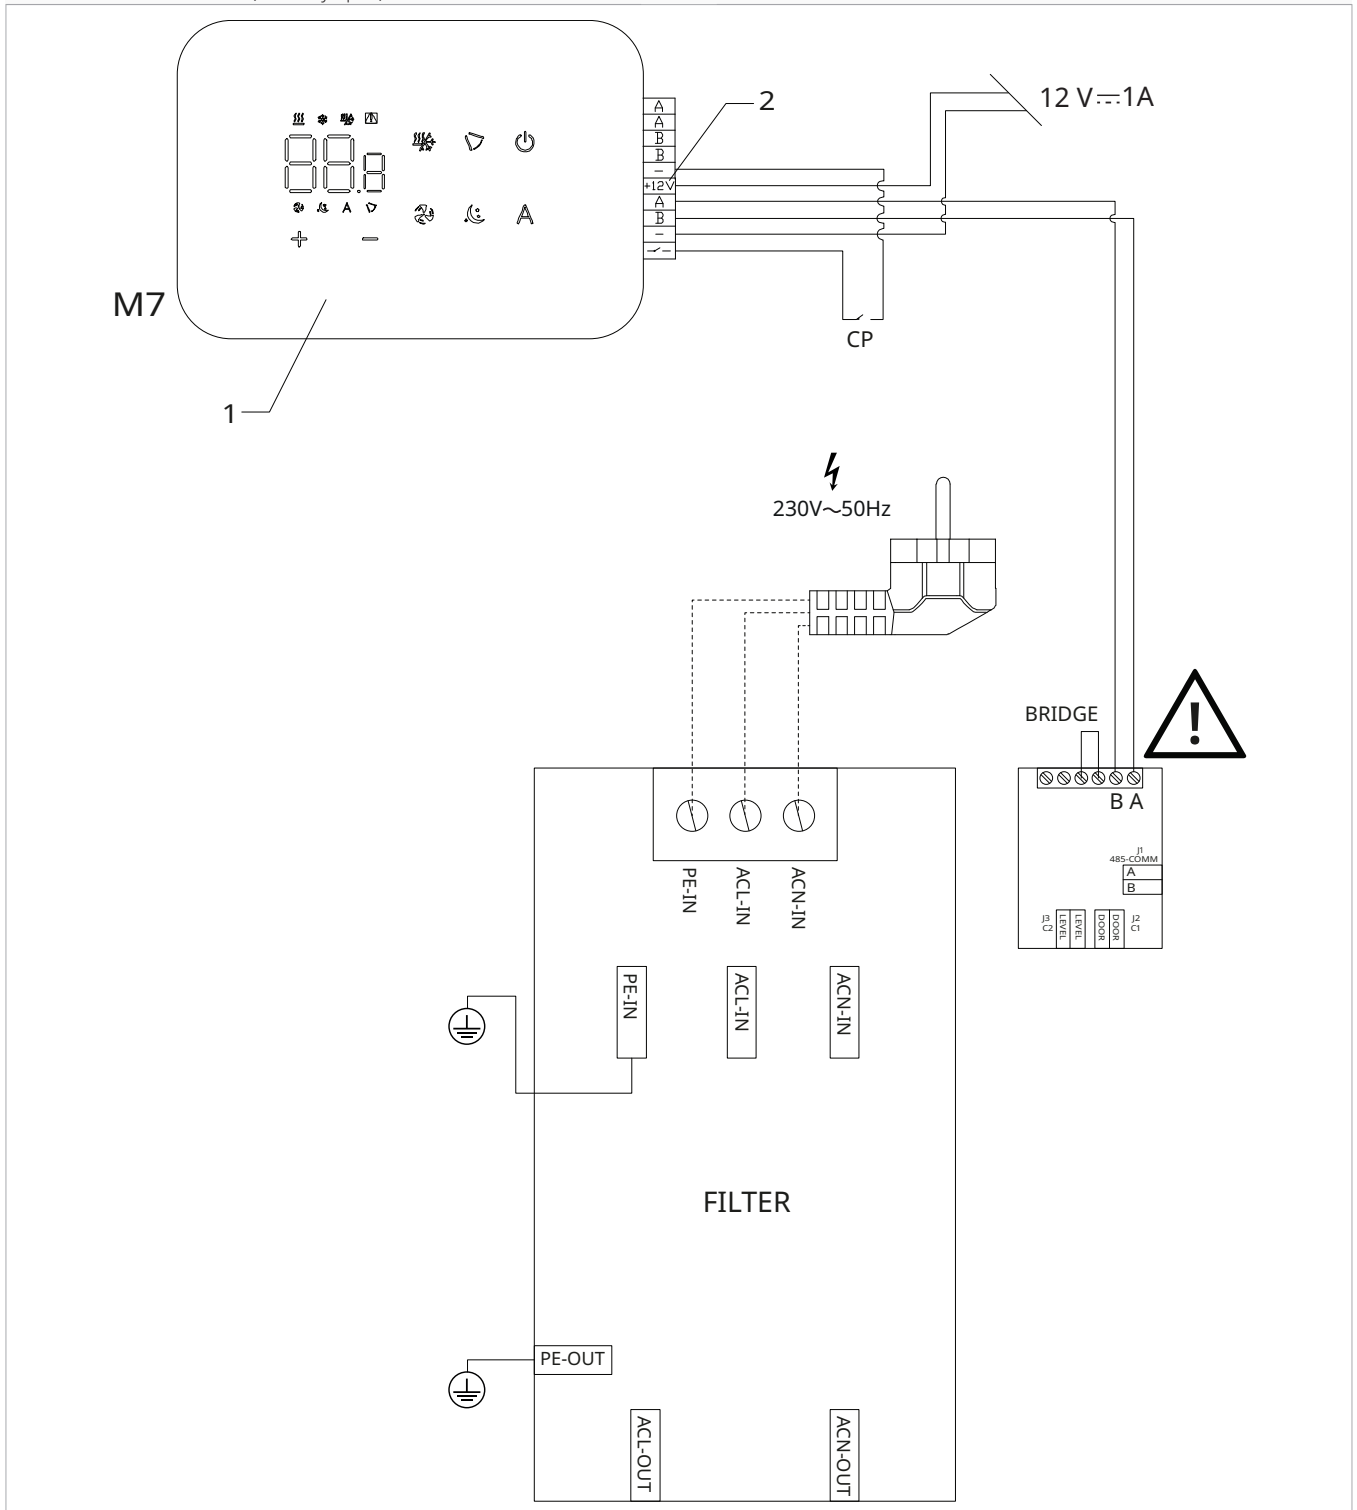 A
A
B
B
–
+12V
A
B
–
2
12 V⎓1A
88.8
A
A
+ –
M7
CP
1
230V～50Hz
BRIDGE
B A
J1
485-COMM
A
B
J3
C2
LEVEL
LEVEL
DOOR
DOOR
J2
C1
PE-IN
ACL-IN
ACN-IN
PE-IN
ACL-IN
ACN-IN
FILTER
PE-OUT
ACL-OUT
ACN-OUT